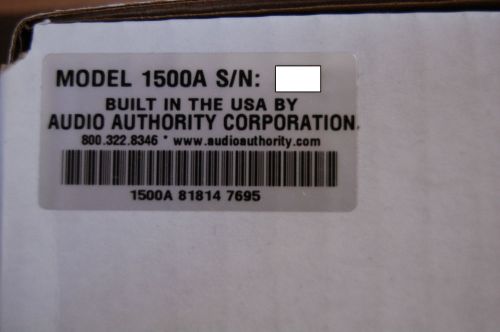 MODEL 1500A S/N:
BUILT IN THE USA BY
AUDIO AUTHORITY CORPORATION.
800.322.8346 * www.audioauthority.com
1500A 81814 7695